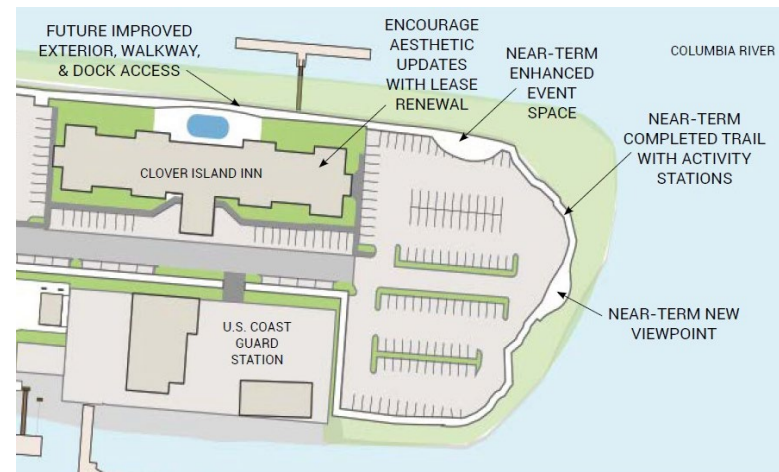 FUTURE IMPROVED
EXTERIOR, WALKWAY,
& DOCK ACCESS
ENCOURAGE
AESTHETIC
UPDATES
WITH LEASE
RENEWAL
NEAR-TERM
ENHANCED
EVENT
SPACE
COLUMBIA RIVER
NEAR-TERM
COMPLETED TRAIL
WITH ACTIVITY
STATIONS
CLOVER ISLAND INN
NEAR-TERM NEW
VIEWPOINT
U.S. COAST
GUARD
STATION